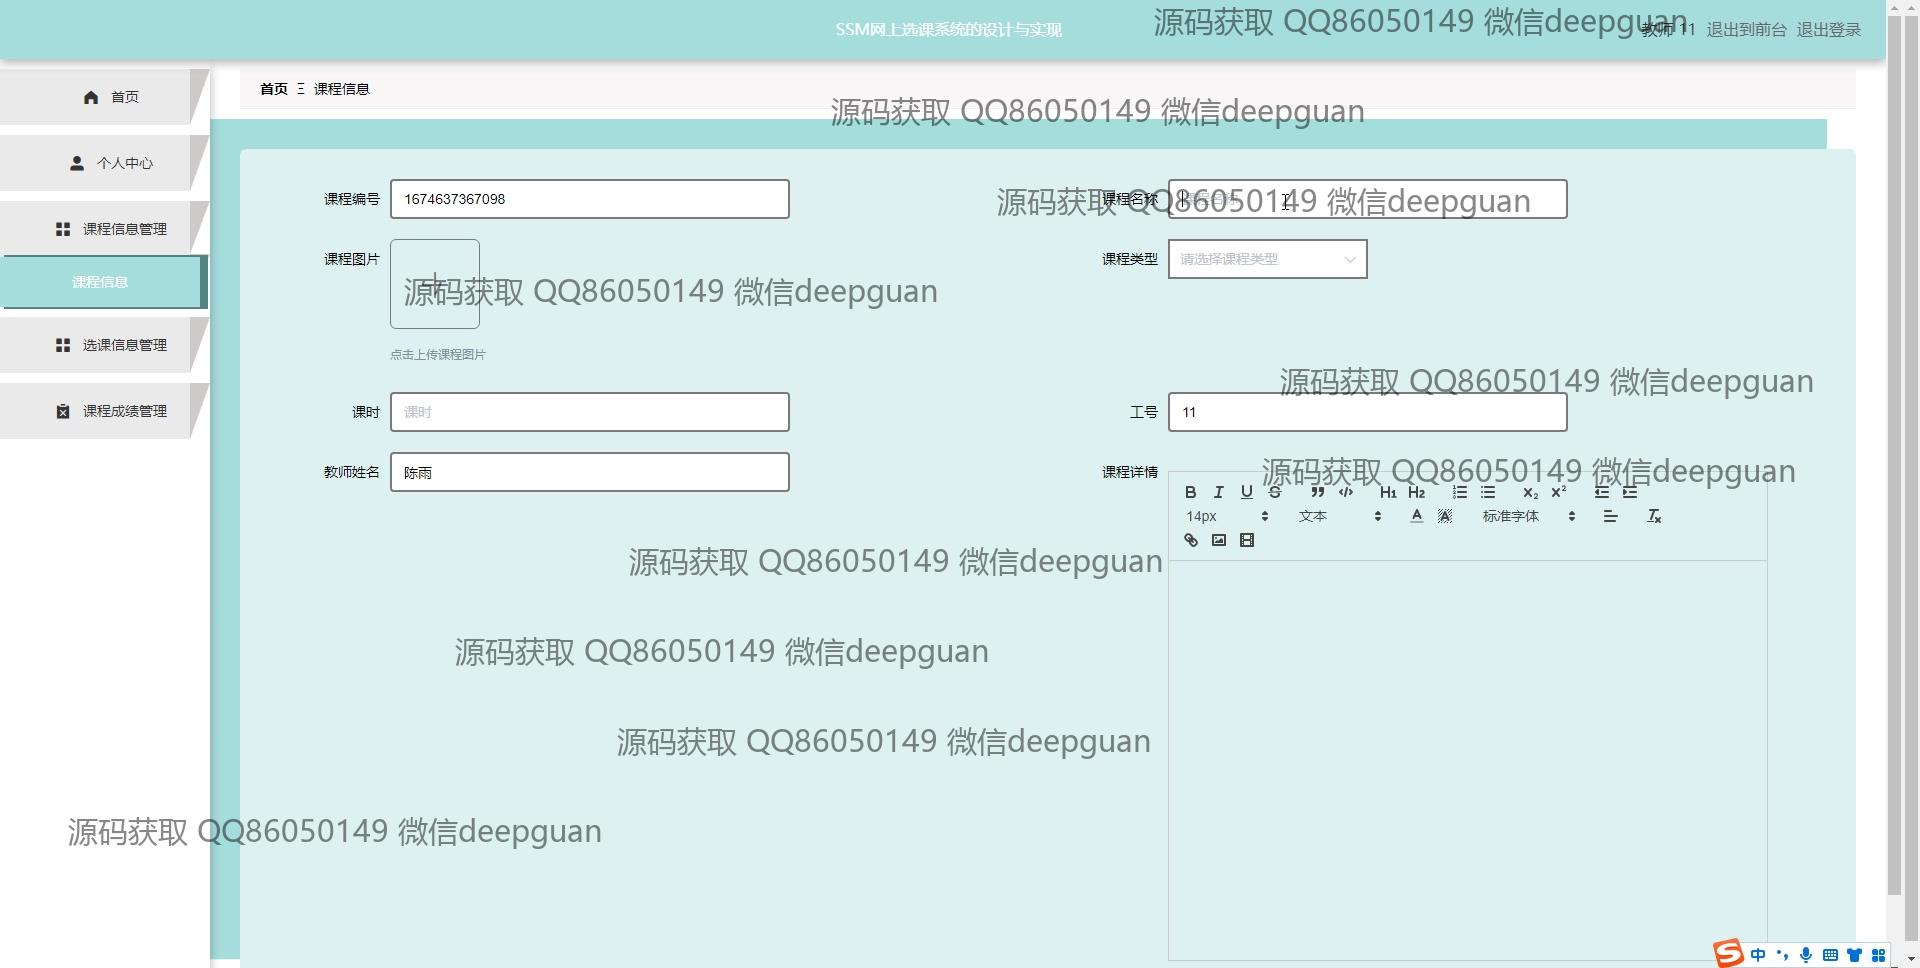 SSM网上选课系统的设计与实现
源码获取 QQ86050149 微信deepguan
教师 11 退出到前台 退出登录
首页
首页 Ξ 课程信息
源码获取 QQ86050149 微信deepguan
个人中心
课程编号 1674637367098
课程名称 课程名称
源码获取 QQ86050149 微信deepguan
课程信息管理
课程图片
课程类型 请选择课程类型
课程信息
源码获取 QQ86050149 微信deepguan
选课信息管理
点击上传课程图片
源码获取 QQ86050149 微信deepguan
课程成绩管理
课时 课时
工号 11
教师姓名 陈雨
课程详情
源码获取 QQ86050149 微信deepguan
B I U S H1 H2 X2 X2
14px 文本 A A 标准字体 Tx
源码获取 QQ86050149 微信deepguan
源码获取 QQ86050149 微信deepguan
源码获取 QQ86050149 微信deepguan
源码获取 QQ86050149 微信deepguan
S 中